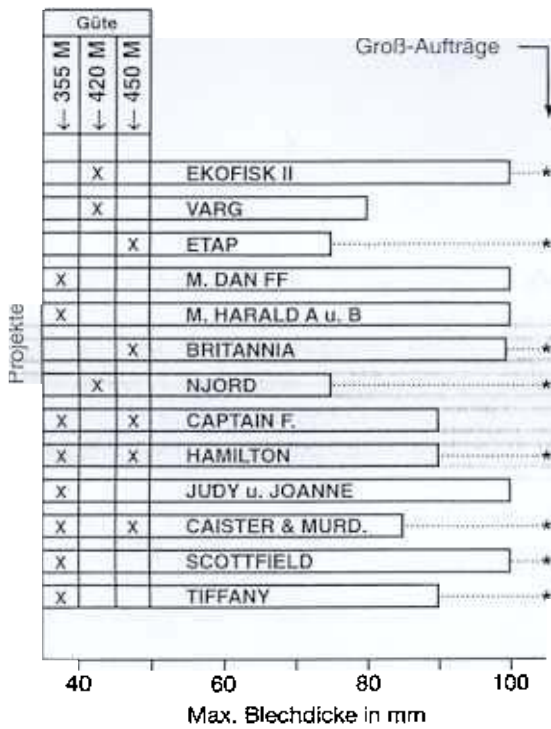 Güte
← 355 M
← 420 M
← 450 M
Groß-Aufträge
Projekte
X EKOFISK II *
X VARG
X ETAP *
X M. DAN FF
X M. HARALD A u. B
X BRITANNIA *
X NJORD *
X X CAPTAIN F. *
X X HAMILTON *
X JUDY u. JOANNE
X X CAISTER & MURD. *
X SCOTTFIELD *
X TIFFANY *
40 60 80 100
Max. Blechdicke in mm